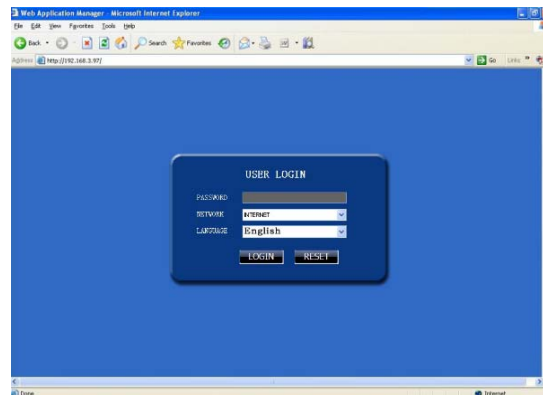 Web Application Manager - Microsoft Internet Explorer
File Edit View Favorites Tools Help
Back Search Favorites
Address http://192.168.3.97/ Go Links »
USER LOGIN
PASSWORD
NETWORK INTERNET
LANGUAGE English
LOGIN RESET
Done Internet